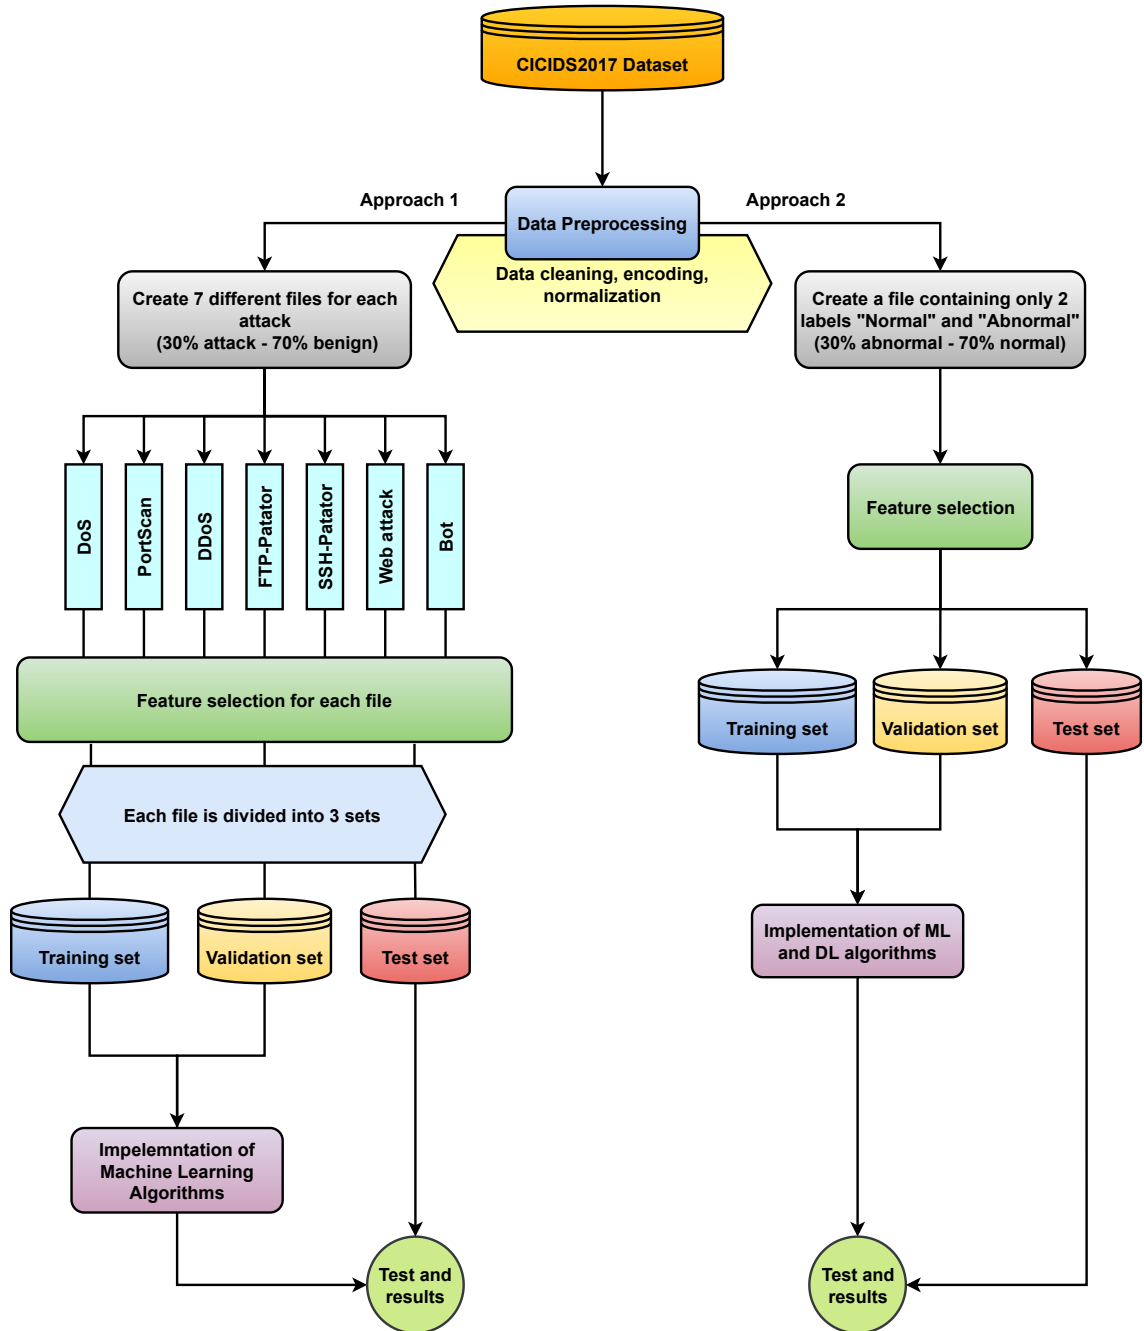 CICIDS2017 Dataset
Approach 1
Approach 2
Data Preprocessing
Data cleaning, encoding,
normalization
Create 7 different files for each
attack
(30% attack - 70% benign)
Create a file containing only 2
labels "Normal" and "Abnormal"
(30% abnormal - 70% normal)
DoS
PortScan
DDoS
FTP-Patator
SSH-Patator
Web attack
Bot
Feature selection
Feature selection for each file
Training set
Validation set
Test set
Each file is divided into 3 sets
Training set
Validation set
Test set
Implementation of ML
and DL algorithms
Impelemntation of
Machine Learning
Algorithms
Test and
results
Test and
results